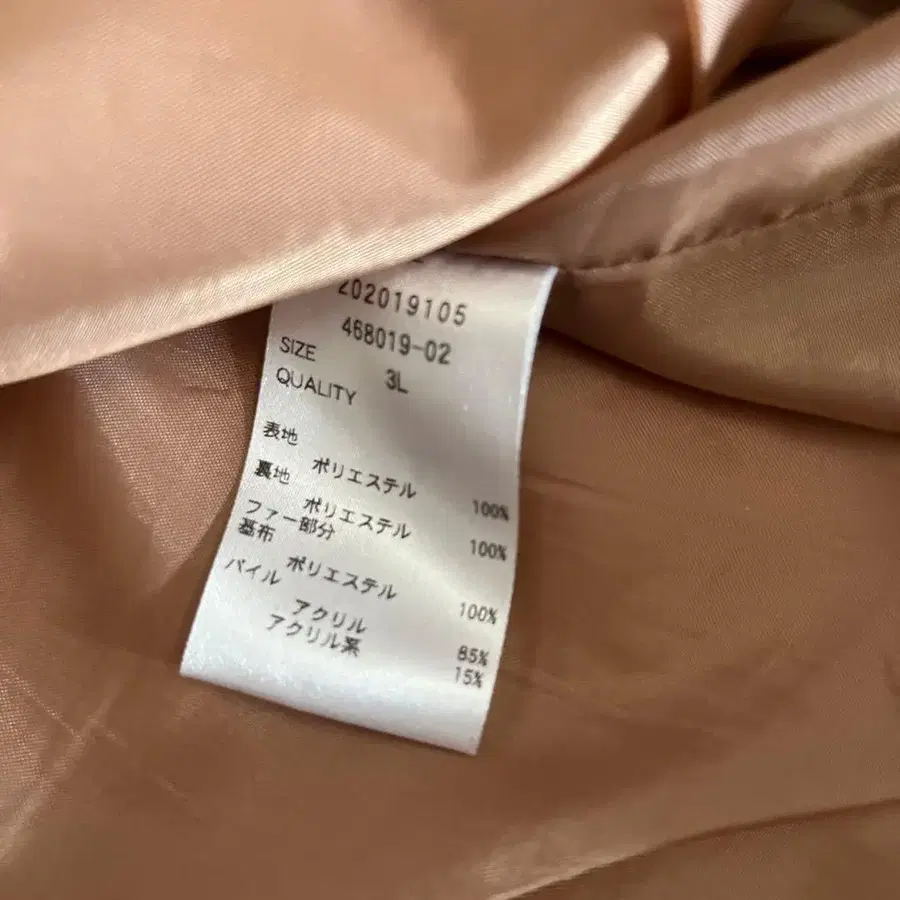 202019105
468019-02
SIZE 3L
QUALITY
表地
ポリエステル 100%
裏地
ポリエステル 100%
ファー部分
基布
ポリエステル 100%
パイル
アクリル 85%
アクリル系 15%